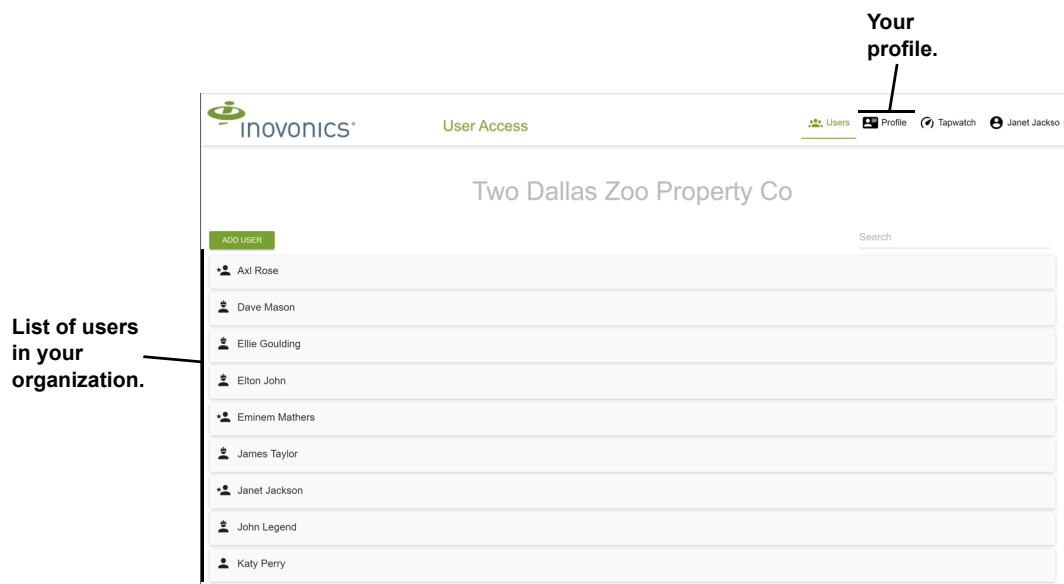 Your
profile.
inovonics®
User Access
Users
Profile
Tapwatch
Janet Jackso
Two Dallas Zoo Property Co
ADD USER
Search
Axl Rose
Dave Mason
Ellie Goulding
List of users
in your
organization.
Elton John
Eminem Mathers
James Taylor
Janet Jackson
John Legend
Katy Perry